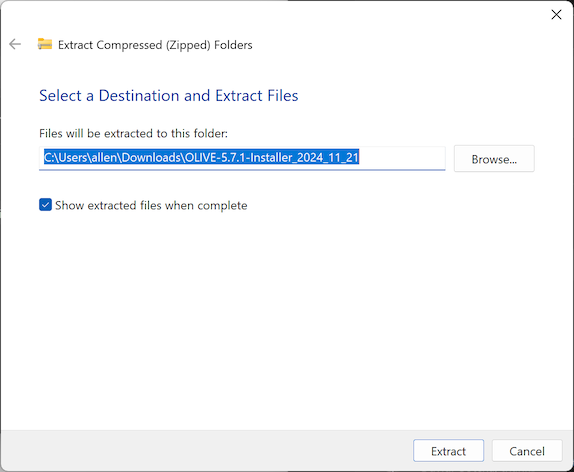 Extract Compressed (Zipped) Folders
Select a Destination and Extract Files
Files will be extracted to this folder:
C:\Users\allen\Downloads\OLIVE-5.7.1-Installer_2024_11_21
Browse...
Show extracted files when complete
Extract
Cancel